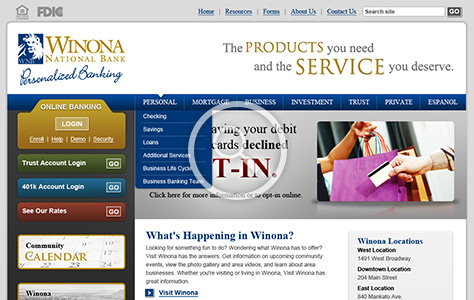 FDIC
Home | Resources | Forms | About Us | Contact Us
Search site
GO
WINONA
NATIONAL BANK
WNB
Personalized Banking
The PRODUCTS you need
and the SERVICE you deserve.
ONLINE BANKING
LOGIN
Enroll | Help | Demo | Security
PERSONAL
MORTGAGE
BUSINESS
INVESTMENT
TRUST
PRIVATE
ESPANOL
Checking
Savings
Loans
Additional Services
Business Life Cycle
Business Banking Team
aving your debit
cards declined
T-IN.
Click here for more information or to opt-in online.
Trust Account Login GO
401k Account Login GO
See Our Rates GO
Community
CALENDAR
Winona
What's Happening in Winona?
Looking for something fun to do? Wondering what Winona has to offer?
Visit Winona has the answers. Get information on upcoming community
events, view the photo gallery and area videos, and learn about area
businesses. Whether you're visiting or living in Winona, Visit Winona has
great information.
Visit Winona
Winona Locations
West Location
1491 West Broadway
Downtown Location
204 Main Street
East Location
840 Mankato Ave